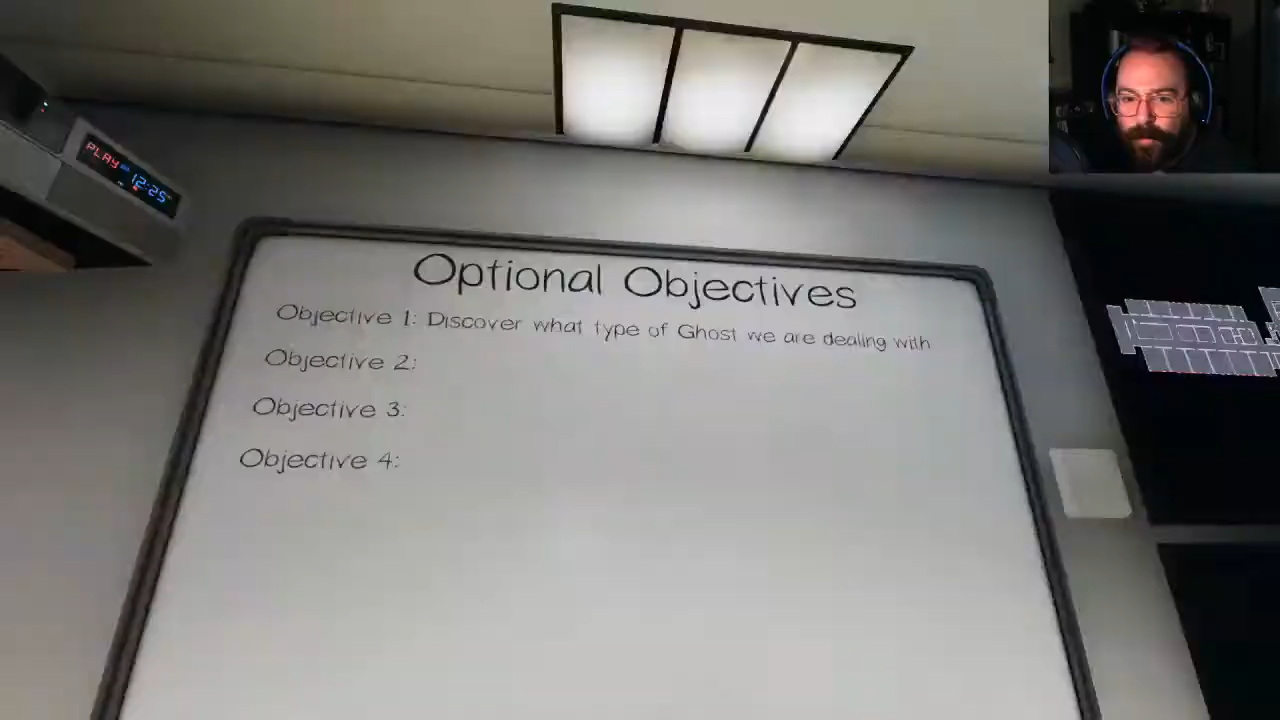 PLAY 12:25
Optional Objectives
Objective 1: Discover what type of Ghost we are dealing with
Objective 2:
Objective 3:
Objective 4: